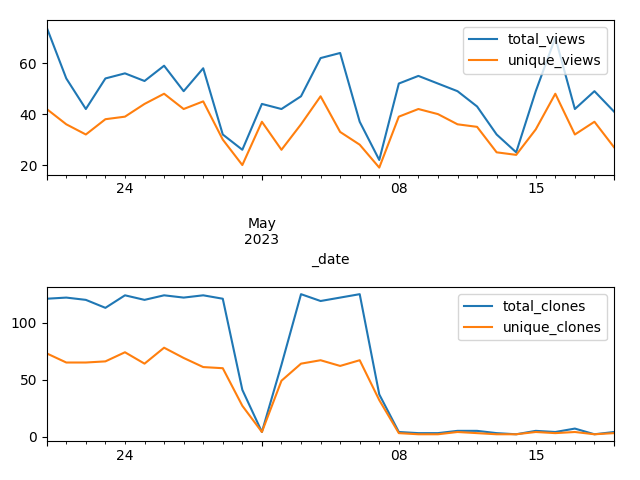 total_views
unique_views
60
40
20
24
08
15
May
2023
_date
total_clones
unique_clones
100
50
0
24
08
15